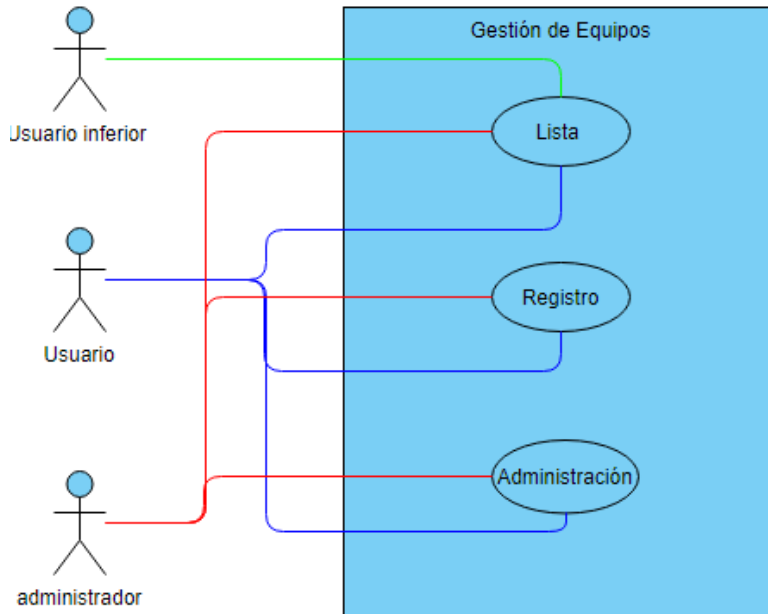 Gestión de Equipos
Usuario inferior
Lista
Usuario
Registro
Administración
administrador